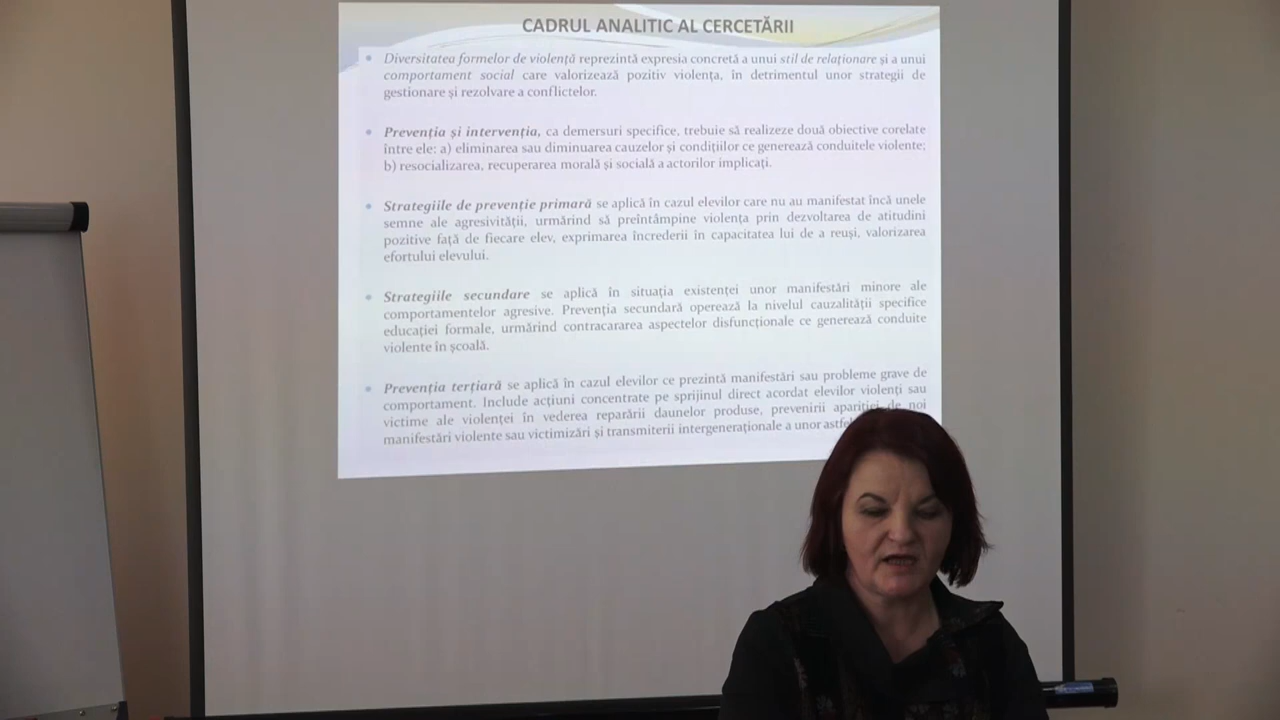 CADRUL ANALITIC AL CERCETĂRII
Diversitatea formelor de violență reprezintă expresia concretă a unui stil de relaționare și a unui
comportament social care valorizează pozitiv violența, în detrimentul unor strategii de
gestionare și rezolvare a conflictelor.
Prevenția și intervenția, ca demersuri specifice, trebuie să realizeze două obiective corelate
între ele: a) eliminarea sau diminuarea cauzelor și condițiilor ce generează conduitele violente;
b) resocializarea, recuperarea morală și socială a actorilor implicați.
Strategiile de prevenție primară se aplică în cazul elevilor care nu au manifestat încă unele
semne ale agresivității, urmărind să preîntâmpine violența prin dezvoltarea de atitudini
pozitive față de fiecare elev, exprimarea încrederii în capacitatea lui de a reuși, valorizarea
efortului elevului.
Strategiile secundare se aplică în situația existenței unor manifestări minore ale
comportamentelor agresive. Prevenția secundară operează la nivelul cauzalității specifice
educației formale, urmărind contracararea aspectelor disfuncționale ce generează conduite
violente în școală.
Prevenția terțiară se aplică în cazul elevilor ce prezintă manifestări sau probleme grave de
comportament. Include acțiuni concentrate pe sprijinul direct acordat elevilor violenți sau
victime ale violenței în vederea reparării daunelor produse, prevenirii apariției de noi
manifestări violente sau victimizări și transmiterii intergeneraționale a unor